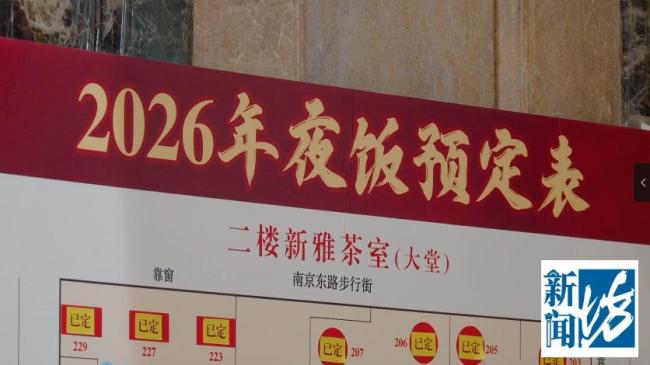 2026年夜饭预定表
二楼新雅茶室(大堂)
靠窗
南京东路步行街
已定 已定 已定 已定 已定 已定
229 227 223 207 206 205 203
新闻坊